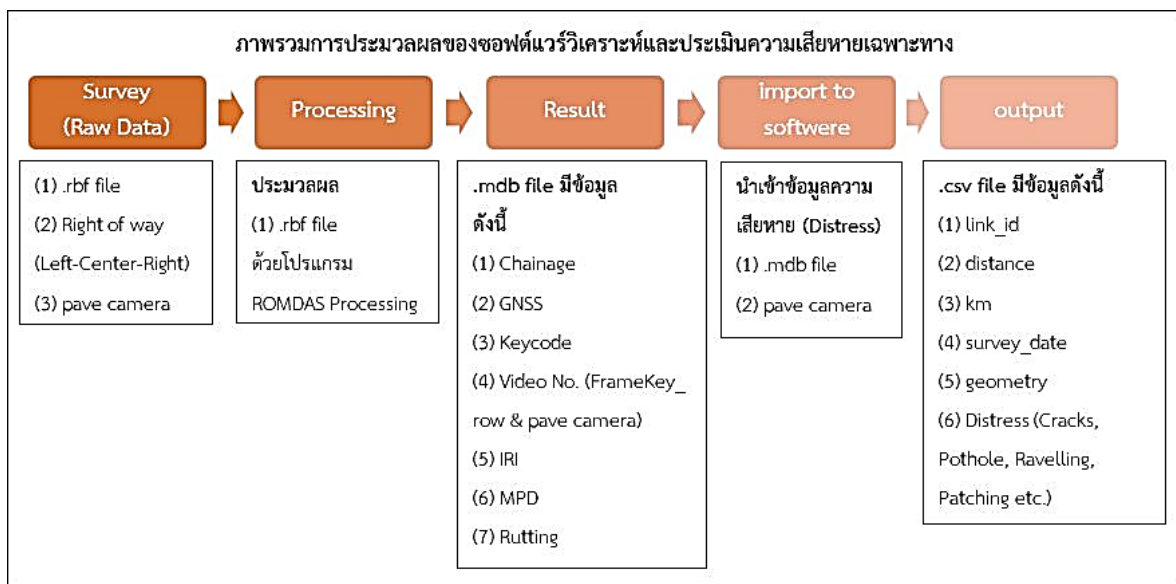 ภาพรวมการประมวลผลของซอฟต์แวร์วิเคราะห์และประเมินความเสียหายเฉพาะทาง
Survey
(Raw Data)
Processing
Result
import to
softwere
output
(1) .rbf file
(2) Right of way
(Left-Center-Right)
(3) pave camera
ประมวลผล
(1) .rbf file
ด้วยโปรแกรม
ROMDAS Processing
.mdb file มีข้อมูล
ดังนี้
(1) Chainage
(2) GNSS
(3) Keycode
(4) Video No. (FrameKey_
row & pave camera)
(5) IRI
(6) MPD
(7) Rutting
นำเข้าข้อมูลความ
เสียหาย (Distress)
(1) .mdb file
(2) pave camera
.csv file มีข้อมูลดังนี้
(1) link_id
(2) distance
(3) km
(4) survey_date
(5) geometry
(6) Distress (Cracks,
Pothole, Ravelling,
Patching etc.)